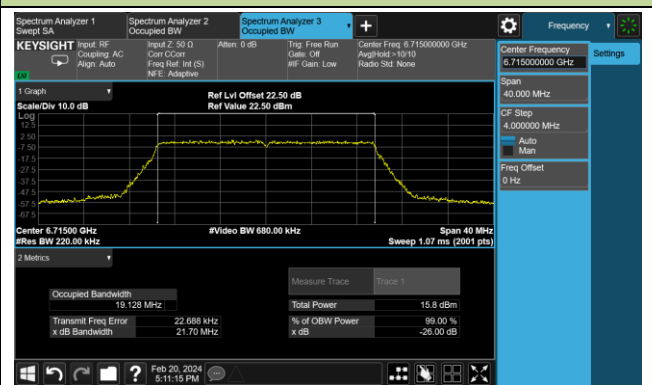 Spectrum Analyzer 1
Swept SA
Spectrum Analyzer 2
Occupied BW
Spectrum Analyzer 3
Occupied BW
Frequency
KEYSIGHT
Input: RF
Coupling: AC
Align: Auto
Input Z: 50 Ω
Corr CCorr
Freq Ref: Int (S)
NFE: Adaptive
Atten: 0 dB
Trig: Free Run
Gate: Off
#IF Gain: Low
Center Freq: 6.715000000 GHz
Avg|Hold:>10/10
Radio Std: None
LXI
Center Frequency
6.715000000 GHz
Settings
Span
40.000 MHz
CF Step
4.000000 MHz
Auto
Man
Freq Offset
0 Hz
1 Graph
Scale/Div 10.0 dB
Ref Lvl Offset 22.50 dB
Ref Value 22.50 dBm
Log
12.5
2.50
-7.50
-17.5
-27.5
-37.5
-47.5
-57.5
-67.5
Center 6.71500 GHz
#Video BW 680.00 kHz
Span 40 MHz
#Res BW 220.00 kHz
Sweep 1.07 ms (2001 pts)
2 Metrics
Measure Trace
Trace 1
Occupied Bandwidth
19.128 MHz
Total Power
15.8 dBm
Transmit Freq Error
22.688 kHz
% of OBW Power
99.00 %
x dB Bandwidth
21.70 MHz
x dB
-26.00 dB
?
Feb 20, 2024
5:11:15 PM